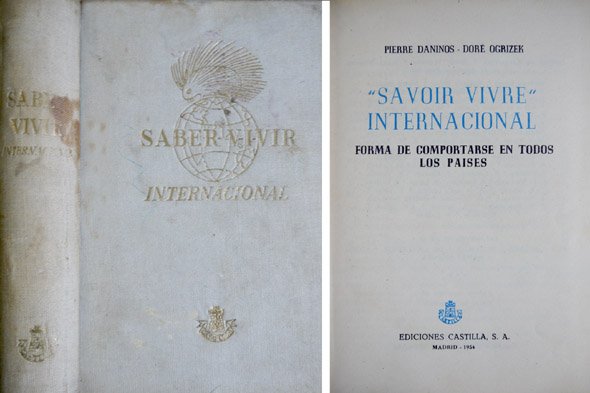 SABER
VIVIR
INTERNACIONAL
SABER VIVIR
INTERNACIONAL
PIERRE DANINOS - DORÉ OGRIZEK
"SAVOIR VIVRE"
INTERNACIONAL
FORMA DE COMPORTARSE EN TODOS
LOS PAISES
EDICIONES CASTILLA, S. A.
MADRID - 1954